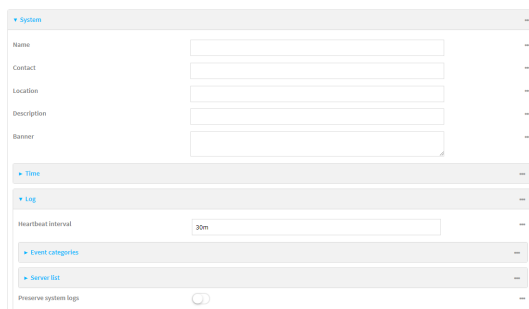 System
Name
Contact
Location
Description
Banner
Time
Log
Heartbeat interval
30m
Event categories
Server list
Preserve system logs